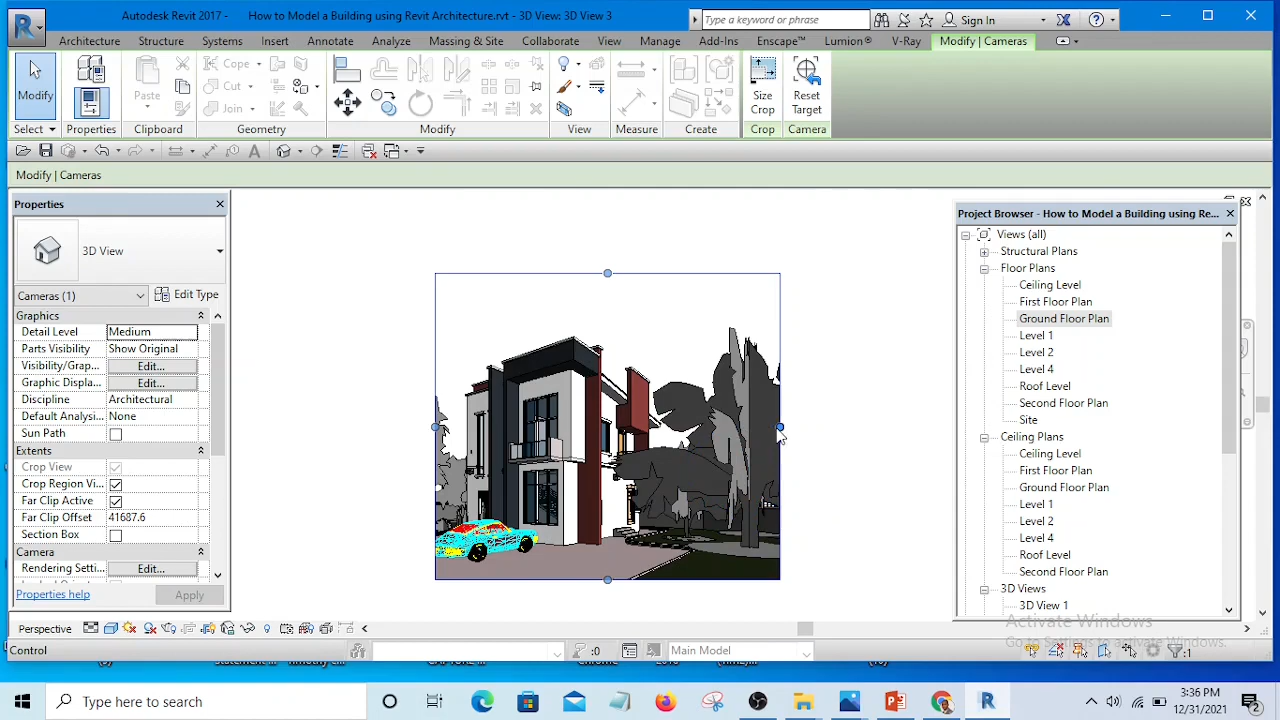 Autodesk Revit 2017 - How to Model a Building using Revit Architecture.rvt - 3D View: 3D View 3
Type a keyword or phrase
Sign In
Architecture Structure Systems Insert Annotate Analyze Massing & Site Collaborate View Manage Add-Ins Enscape™ Lumion® V-Ray Modify | Cameras
Modify
Paste
Cope
Cut
Join
Size Crop
Reset Target
Select Properties Clipboard Geometry Modify View Measure Create Crop Camera
Modify | Cameras
Properties
3D View
Cameras (1)
Edit Type
Graphics
Detail Level Medium
Parts Visibility Show Original
Visibility/Grap... Edit...
Graphic Displa... Edit...
Discipline Architectural
Default Analysi... None
Sun Path
Extents
Crop View
Crop Region Vi...
Far Clip Active
Far Clip Offset 41687.6
Section Box
Camera
Rendering Setti... Edit...
Properties help
Apply
Project Browser - How to Model a Building using Re...
Views (all)
Structural Plans
Floor Plans
Ceiling Level
First Floor Plan
Ground Floor Plan
Level 1
Level 2
Level 4
Roof Level
Second Floor Plan
Site
Ceiling Plans
Ceiling Level
First Floor Plan
Ground Floor Plan
Level 1
Level 2
Level 4
Roof Level
Second Floor Plan
3D Views
3D View 1
Activate Windows
Go to Settings to activate Windows.
Perspective
Control
:0
Main Model
:1
Type here to search
3:36 PM
12/31/2021
2